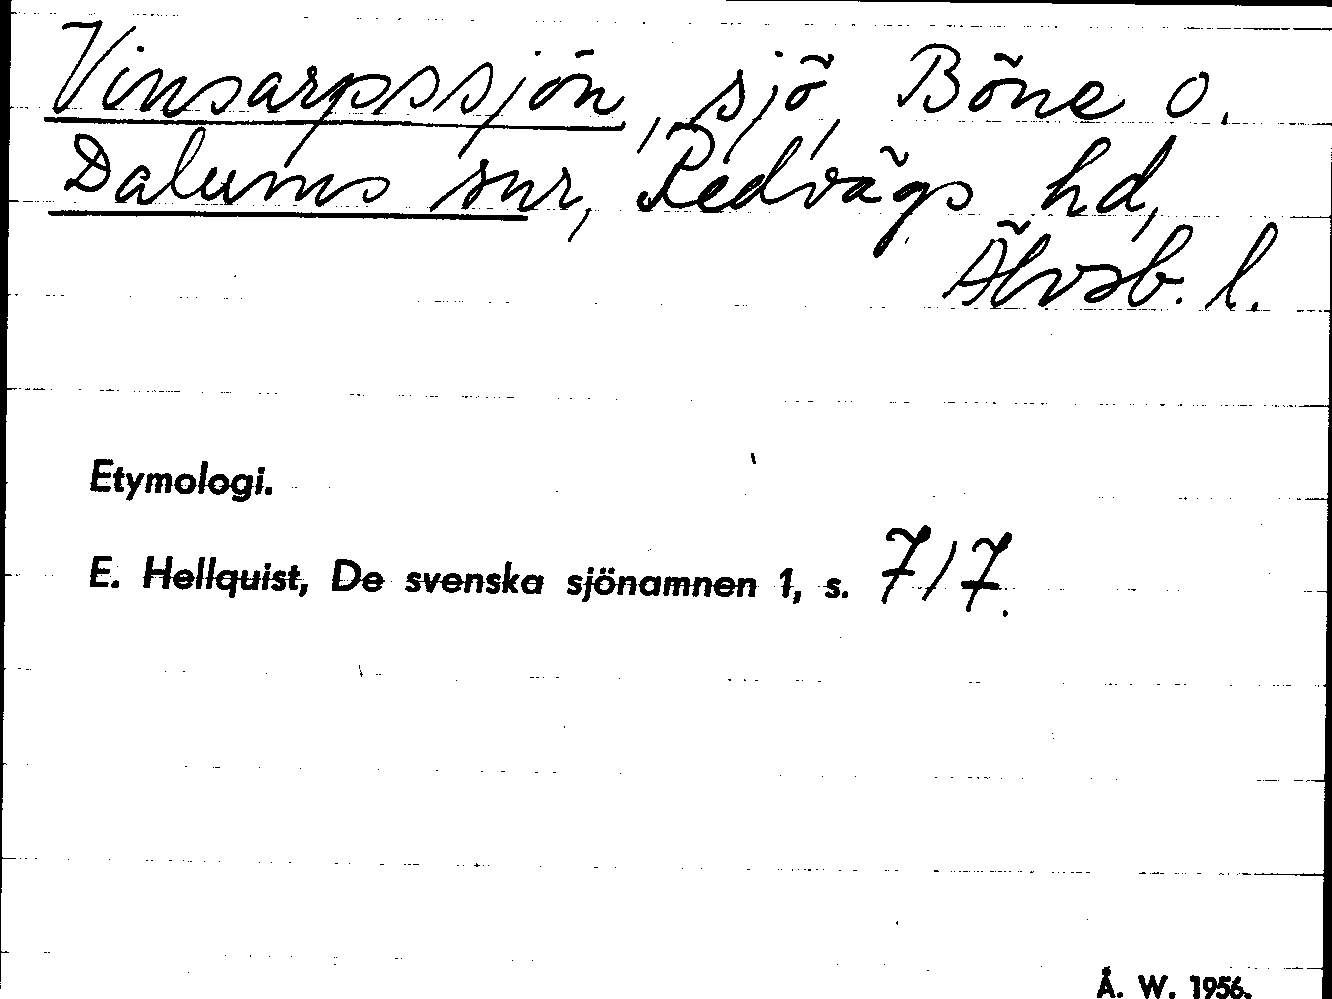 Vinsarpssjön, sjö, Böne o.
Dalums snr, Redvägs hd,
Älvsb. l.
Etymologi.
E. Hellquist, De svenska sjönamnen 1, s. 717.
Å. W. 1956.